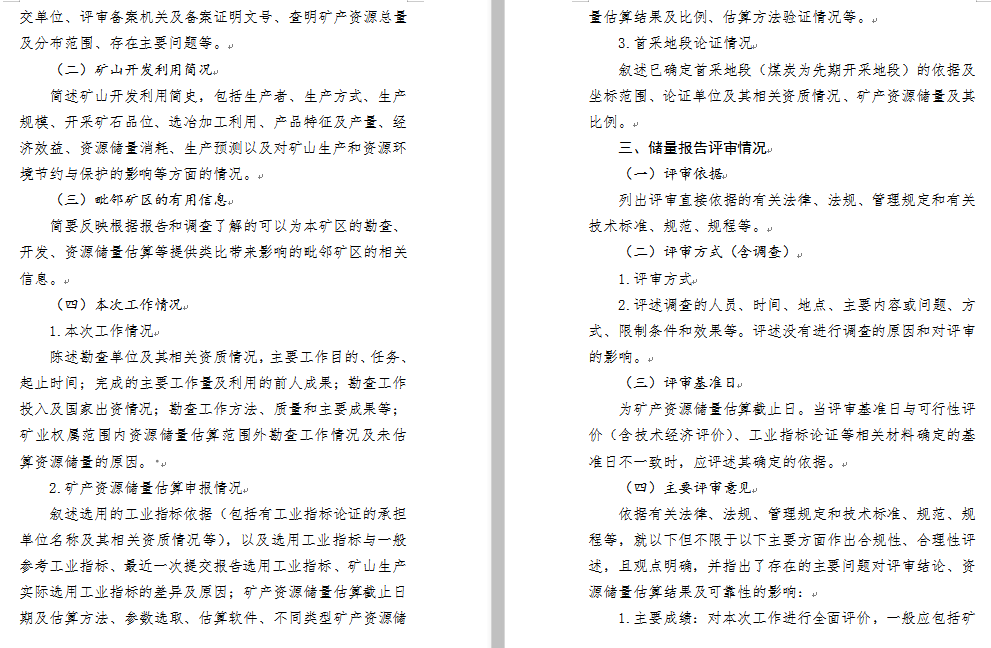 交单位、评审备案机关及备案证明文号、查明矿产资源总量
及分布范围、存在主要问题等。
（二）矿山开发利用简况
简述矿山开发利用简史，包括生产者、生产方式、生产
规模、开采矿石品位、选冶加工利用、产品特征及产量、经
济效益、资源储量消耗、生产预测以及对矿山生产和资源环
境节约与保护的影响等方面的情况。
（三）毗邻矿区的有用信息
简要反映根据报告和调查了解的可以为本矿区的勘查、
开发、资源储量估算等提供类比带来影响的毗邻矿区的相关
信息。
（四）本次工作情况
1.本次工作情况
陈述勘查单位及其相关资质情况，主要工作目的、任务、
起止时间；完成的主要工作量及利用的前人成果；勘查工作
投入及国家出资情况；勘查工作方法、质量和主要成果等；
矿业权属范围内资源储量估算范围外勘查工作情况及未估
算资源储量的原因。
2.矿产资源储量估算申报情况
叙述选用的工业指标依据（包括有工业指标论证的承担
单位名称及其相关资质情况等），以及选用工业指标与一般
参考工业指标、最近一次提交报告选用工业指标、矿山生产
实际选用工业指标的差异及原因；矿产资源储量估算截止日
期及估算方法、参数选取、估算软件、不同类型矿产资源储
量估算结果及比例、估算方法验证情况等。
3.首采地段论证情况
叙述已确定首采地段（煤炭为先期开采地段）的依据及
坐标范围、论证单位及其相关资质情况、矿产资源储量及其
比例。
三、储量报告评审情况
（一）评审依据
列出评审直接依据的有关法律、法规、管理规定和有关
技术标准、规范、规程等。
（二）评审方式（含调查）
1.评审方式
2.评述调查的人员、时间、地点、主要内容或问题、方
式、限制条件和效果等。评述没有进行调查的原因和对评审
的影响。
（三）评审基准日
为矿产资源储量估算截止日。当评审基准日与可行性评
价（含技术经济评价）、工业指标论证等相关材料确定的基
准日不一致时，应评述其确定的依据。
（四）主要评审意见
依据有关法律、法规、管理规定和技术标准、规范、规
程等，就以下但不限于以下主要方面作出合规性、合理性评
述，且观点明确，并指出了存在的主要问题对评审结论、资
源储量估算结果及可靠性的影响：
1.主要成绩：对本次工作进行全面评价，一般应包括矿